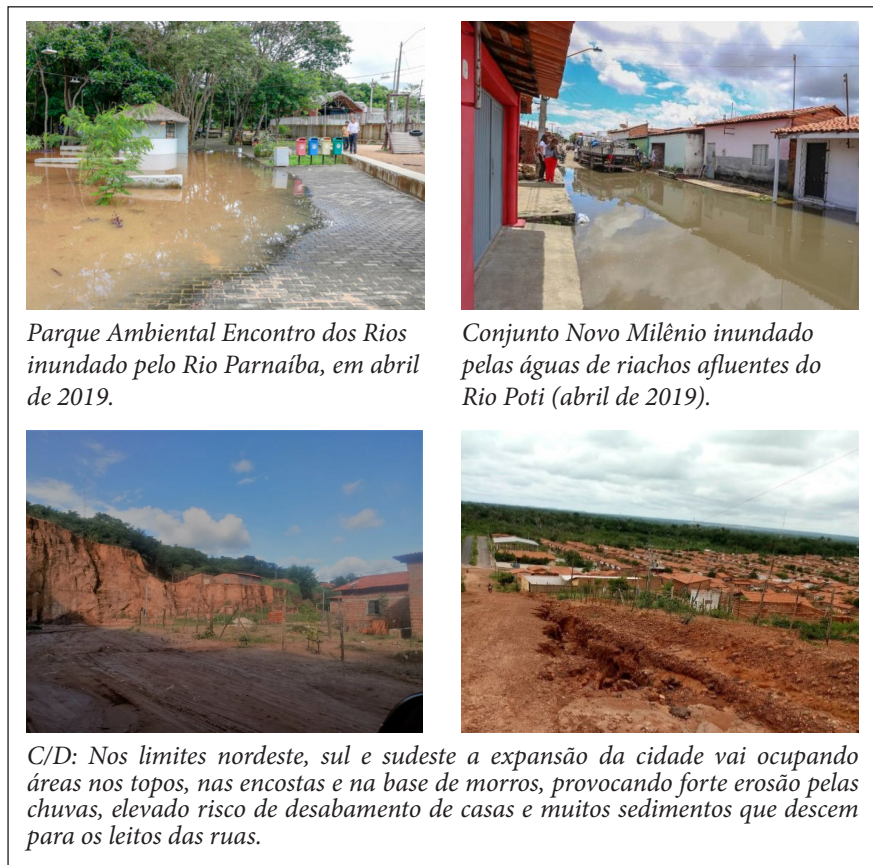 Parque Ambiental Encontro dos Rios
inundado pelo Rio Parnaíba, em abril
de 2019.
Conjunto Novo Milênio inundado
pelas águas de riachos afluentes do
Rio Poti (abril de 2019).
C/D: Nos limites nordeste, sul e sudeste a expansão da cidade vai ocupando
áreas nos topos, nas encostas e na base de morros, provocando forte erosão pelas
chuvas, elevado risco de desabamento de casas e muitos sedimentos que descem
para os leitos das ruas.